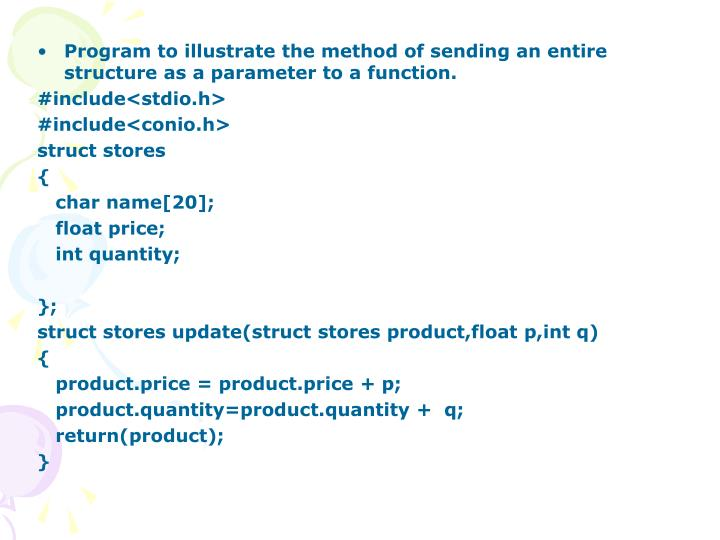 • Program to illustrate the method of sending an entire
structure as a parameter to a function.
#include<stdio.h>
#include<conio.h>
struct stores
{
char name[20];
float price;
int quantity;
};
struct stores update(struct stores product,float p,int q)
{
product.price = product.price + p;
product.quantity=product.quantity +  q;
return(product);
}